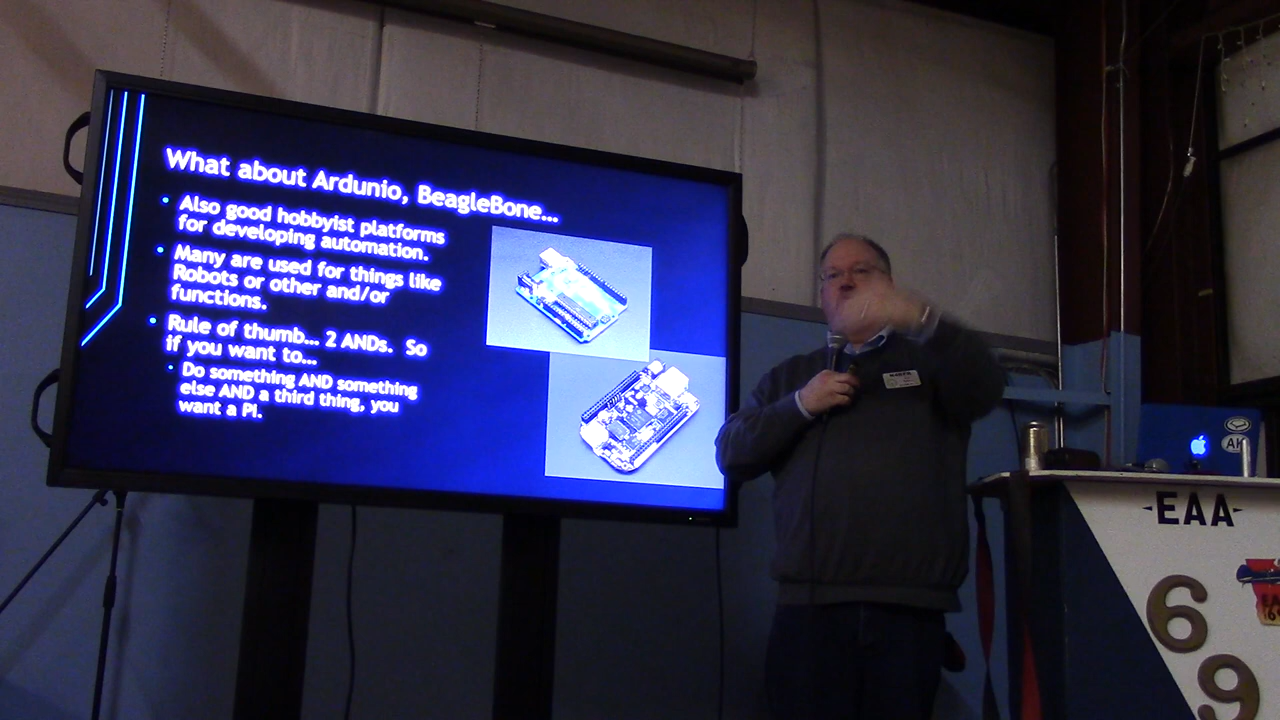 What about Ardunio, BeagleBone...
• Also good hobbyist platforms
for developing automation.
• Many are used for things like
Robots or other and/or
functions.
• Rule of thumb... 2 ANDs. So
if you want to...
• Do something AND something
else AND a third thing, you
want a Pi.
AK
-EAA-
69